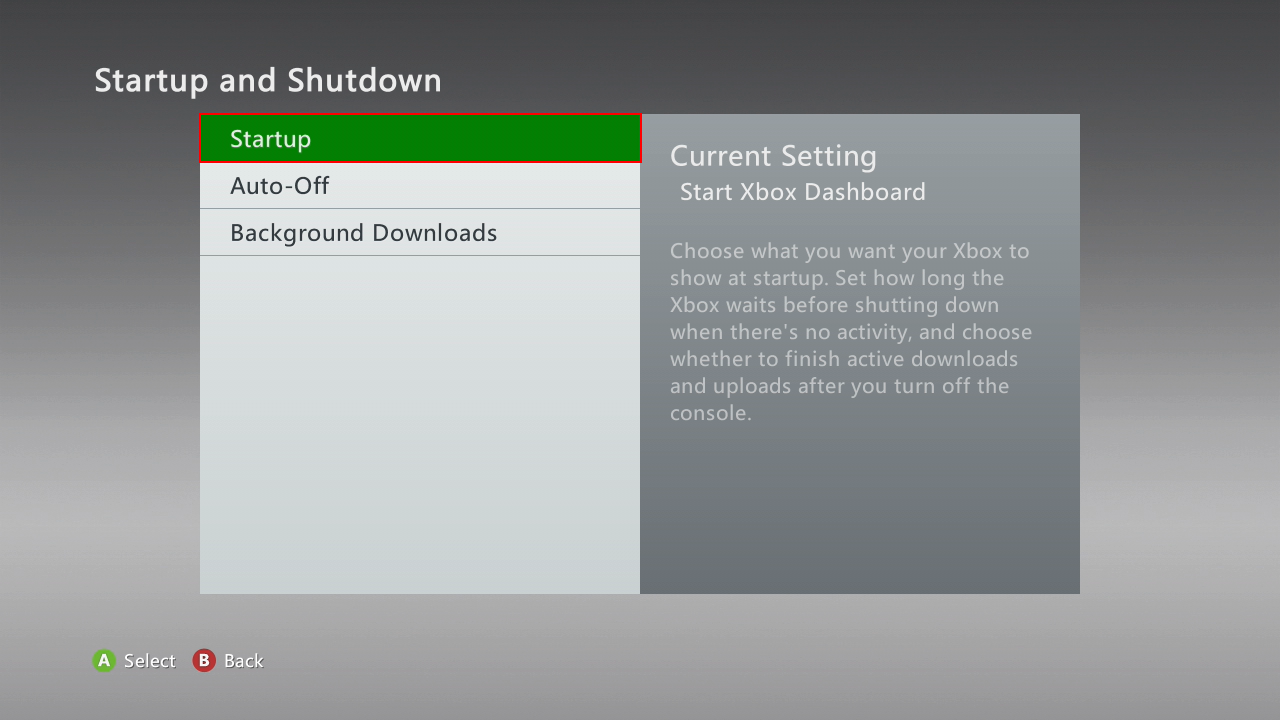 Startup and Shutdown
Startup
Auto-Off
Background Downloads
Current Setting
Start Xbox Dashboard
Choose what you want your Xbox to
show at startup. Set how long the
Xbox waits before shutting down
when there's no activity, and choose
whether to finish active downloads
and uploads after you turn off the
console.
A Select B Back